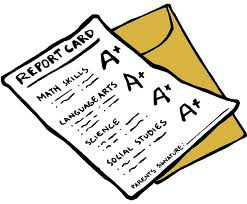 REPORT CARD
MATH SKILLS A+
LANGUAGE ARTS A+
SCIENCE A+
SOCIAL STUDIES A+
PARENTS SIGNATURE